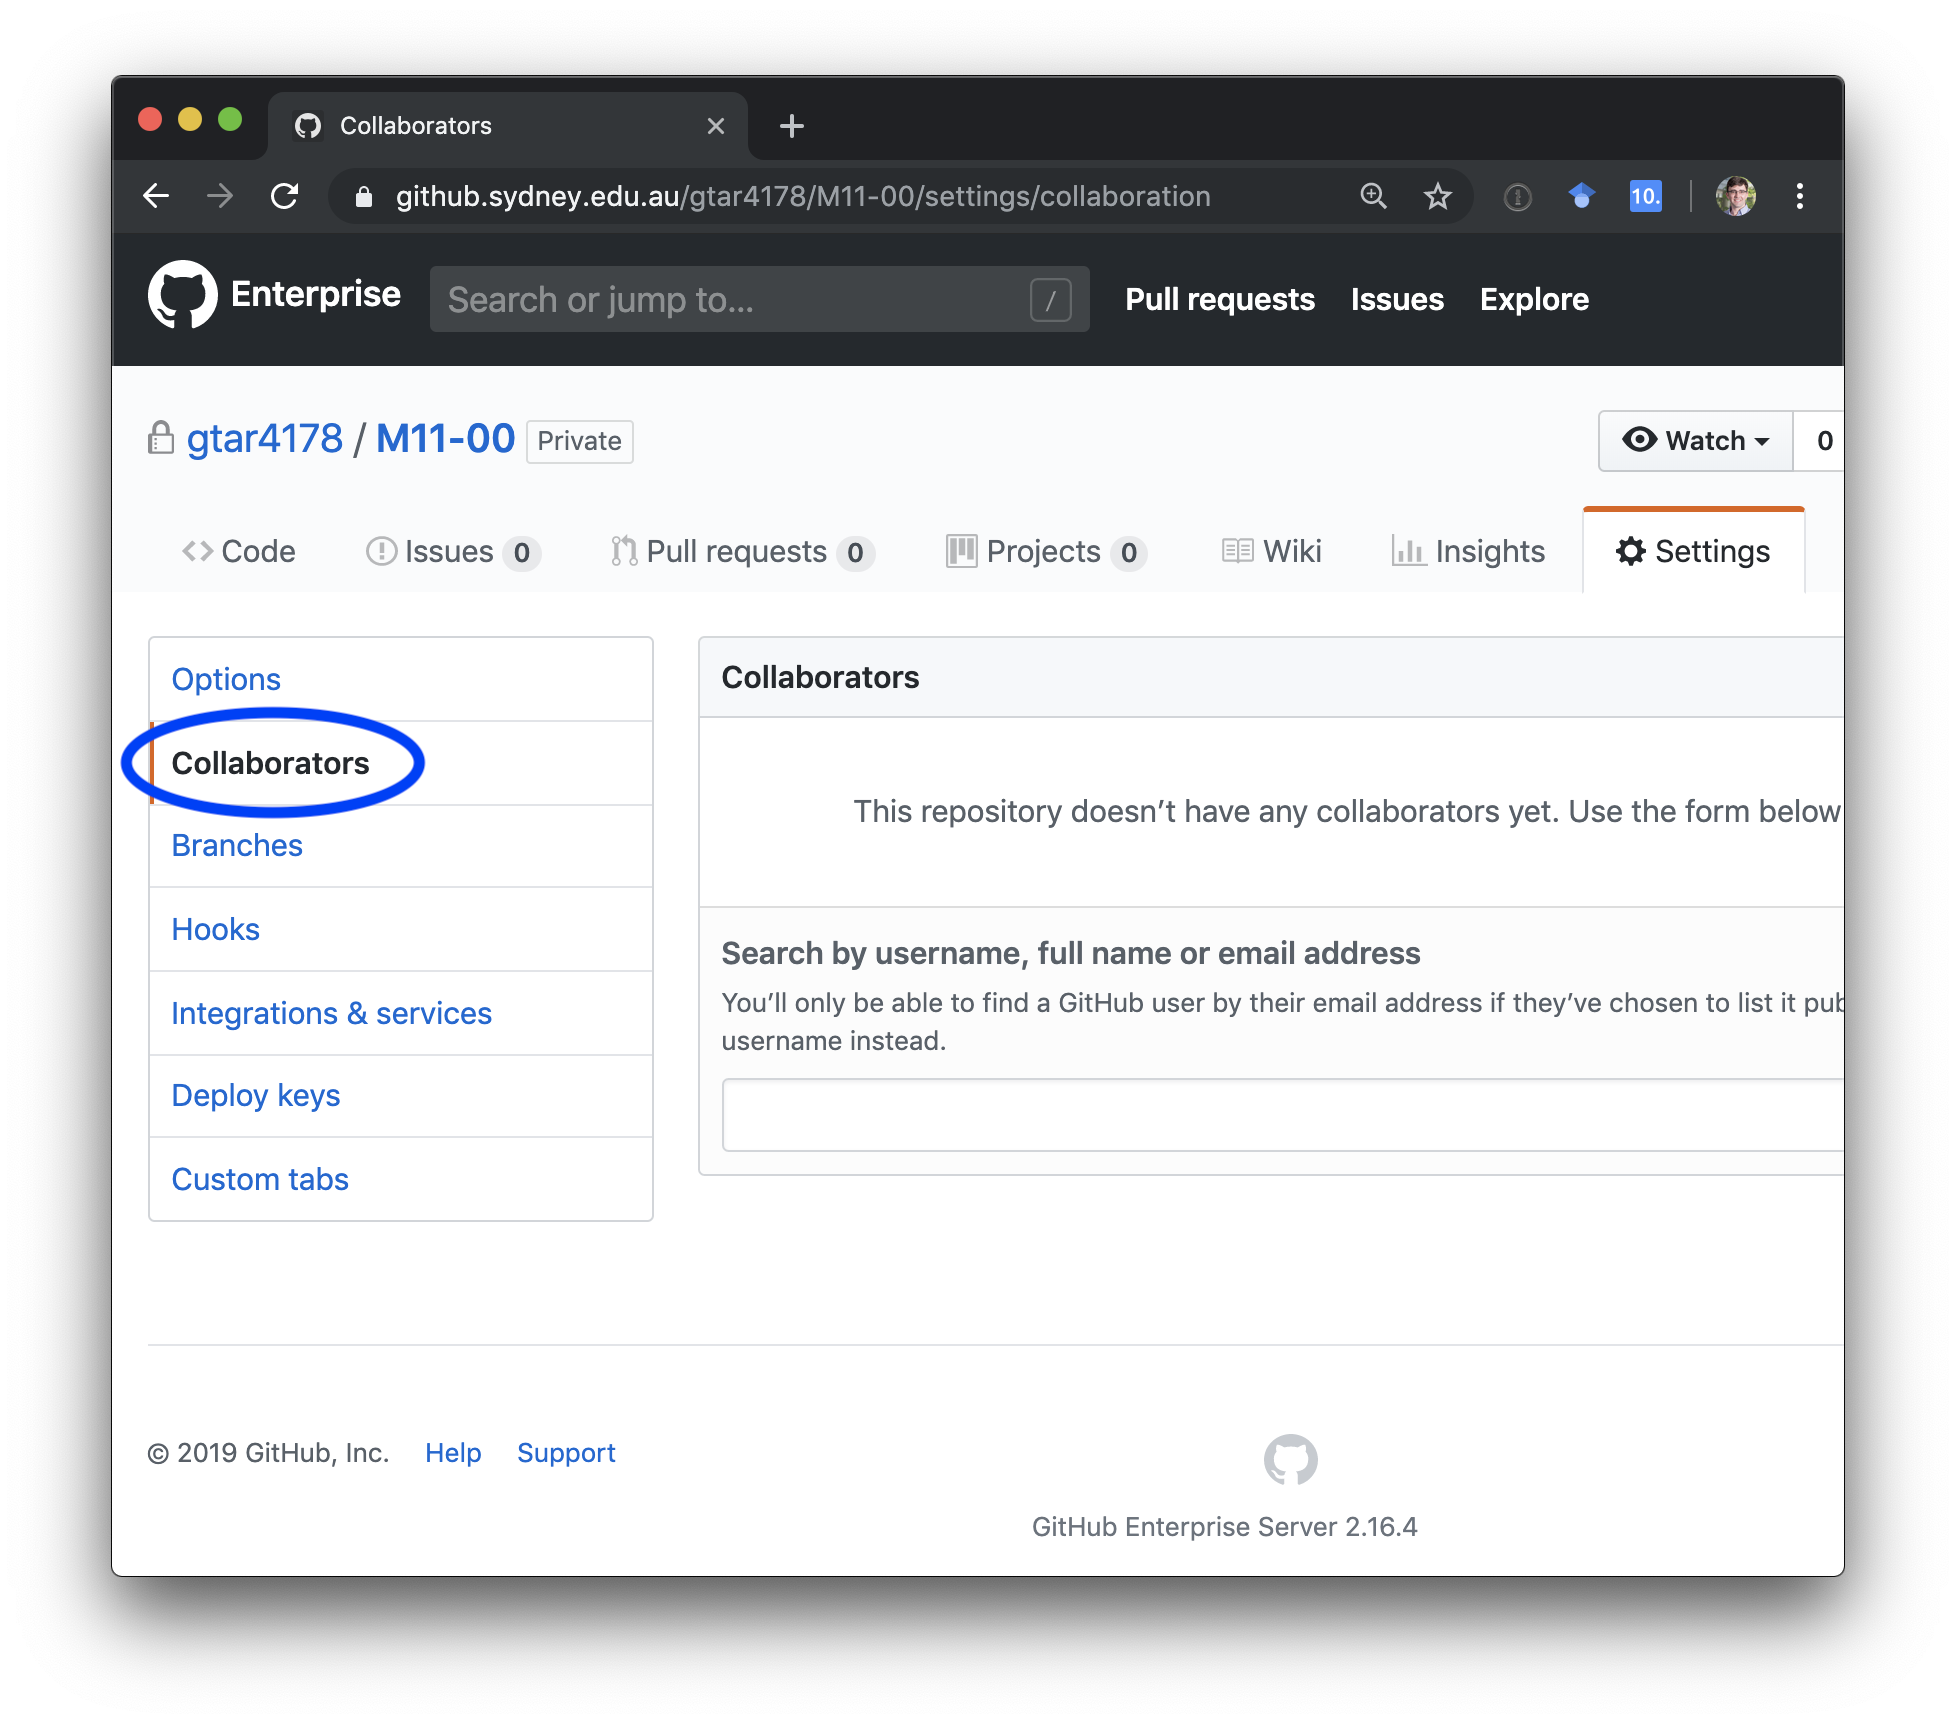 Collaborators
github.sydney.edu.au/gtar4178/M11-00/settings/collaboration
10.
Enterprise
Search or jump to...
/
Pull requests
Issues
Explore
gtar4178 / M11-00
Private
Watch
0
Code
Issues 0
Pull requests 0
Projects 0
Wiki
Insights
Settings
Options
Collaborators
Branches
Hooks
Integrations & services
Deploy keys
Custom tabs
Collaborators
This repository doesn’t have any collaborators yet. Use the form below
Search by username, full name or email address
You’ll only be able to find a GitHub user by their email address if they’ve chosen to list it pub
username instead.
© 2019 GitHub, Inc.
Help
Support
GitHub Enterprise Server 2.16.4